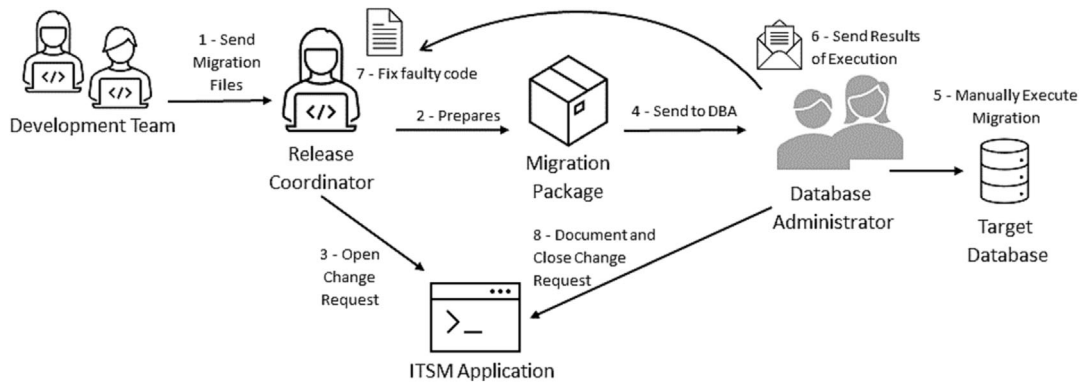 1 - Send
Migration
Files
</>
</>
Development Team
</>
Release
Coordinator
7 - Fix faulty code
2 - Prepares
Migration
Package
4 - Send to DBA
6 - Send Results
of Execution
5 - Manually Execute
Migration
Database
Administrator
Target
Database
3 - Open
Change
Request
8 - Document and
Close Change
Request
>_
ITSM Application